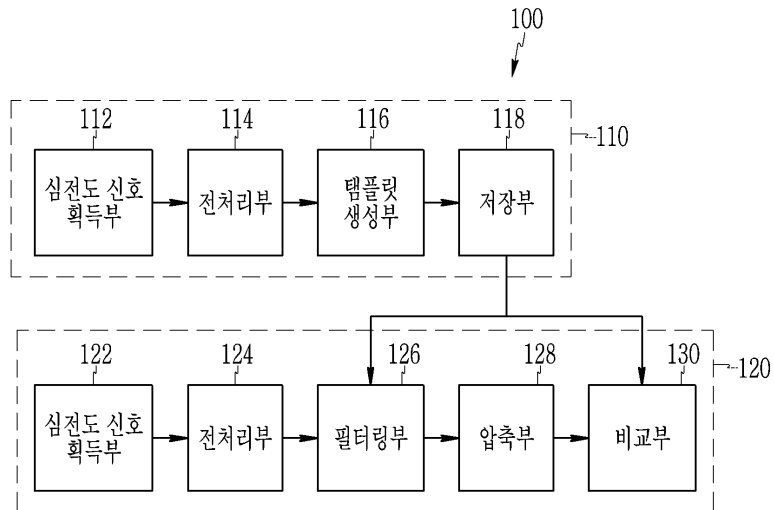 100
112
114
116
118
110
심전도 신호
획득부
전처리부
탬플릿
생성부
저장부
122
124
126
128
130
120
심전도 신호
획득부
전처리부
필터링부
압축부
비교부